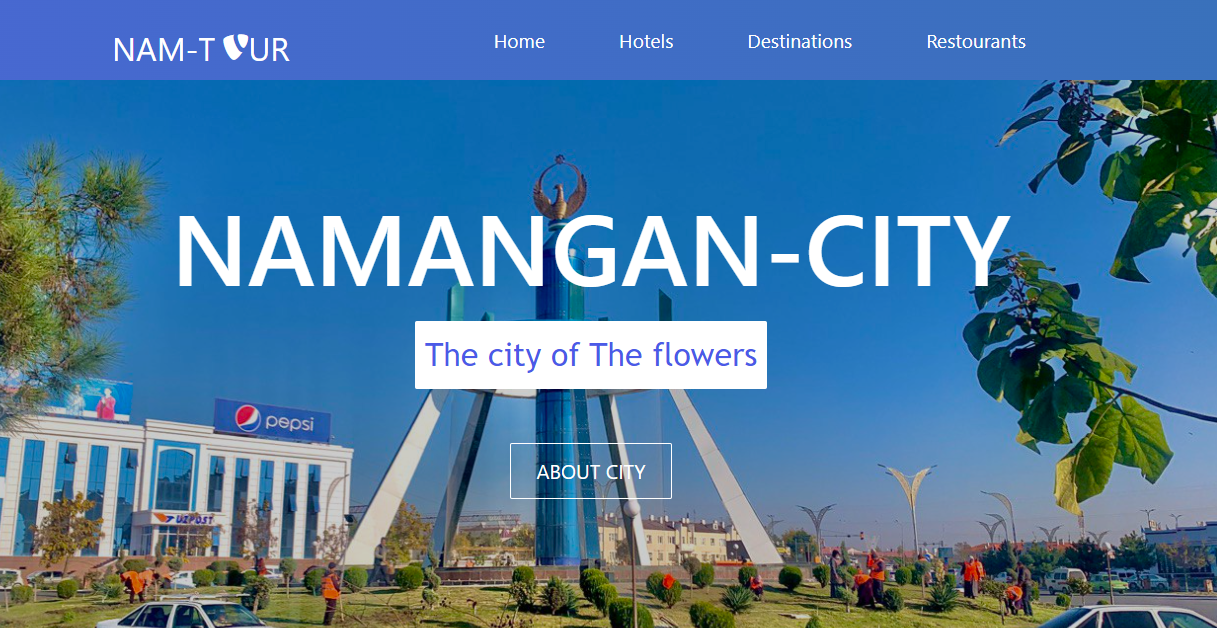 NAM-T UR
Home
Hotels
Destinations
Restourants
NAMANGAN-CITY
The city of The flowers
pepsi
ABOUT CITY
UZPOST